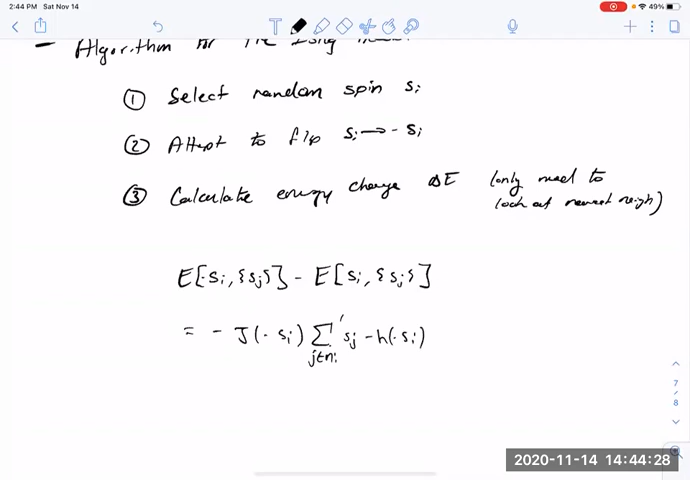 2:44 PM Sat Nov 14
49%
- Algorithm for the Ising
① Select random spin Si
② Attept to flip Si → - Si
③ Calculate energy change ΔE (only need to
look at nearest neigh)
E[-Si, {Sj}] - E[Si, {Sj}]
= - J(-Si) ∑' Sj - h(-Si)
j∈ni
7
8
2020-11-14 14:44:28